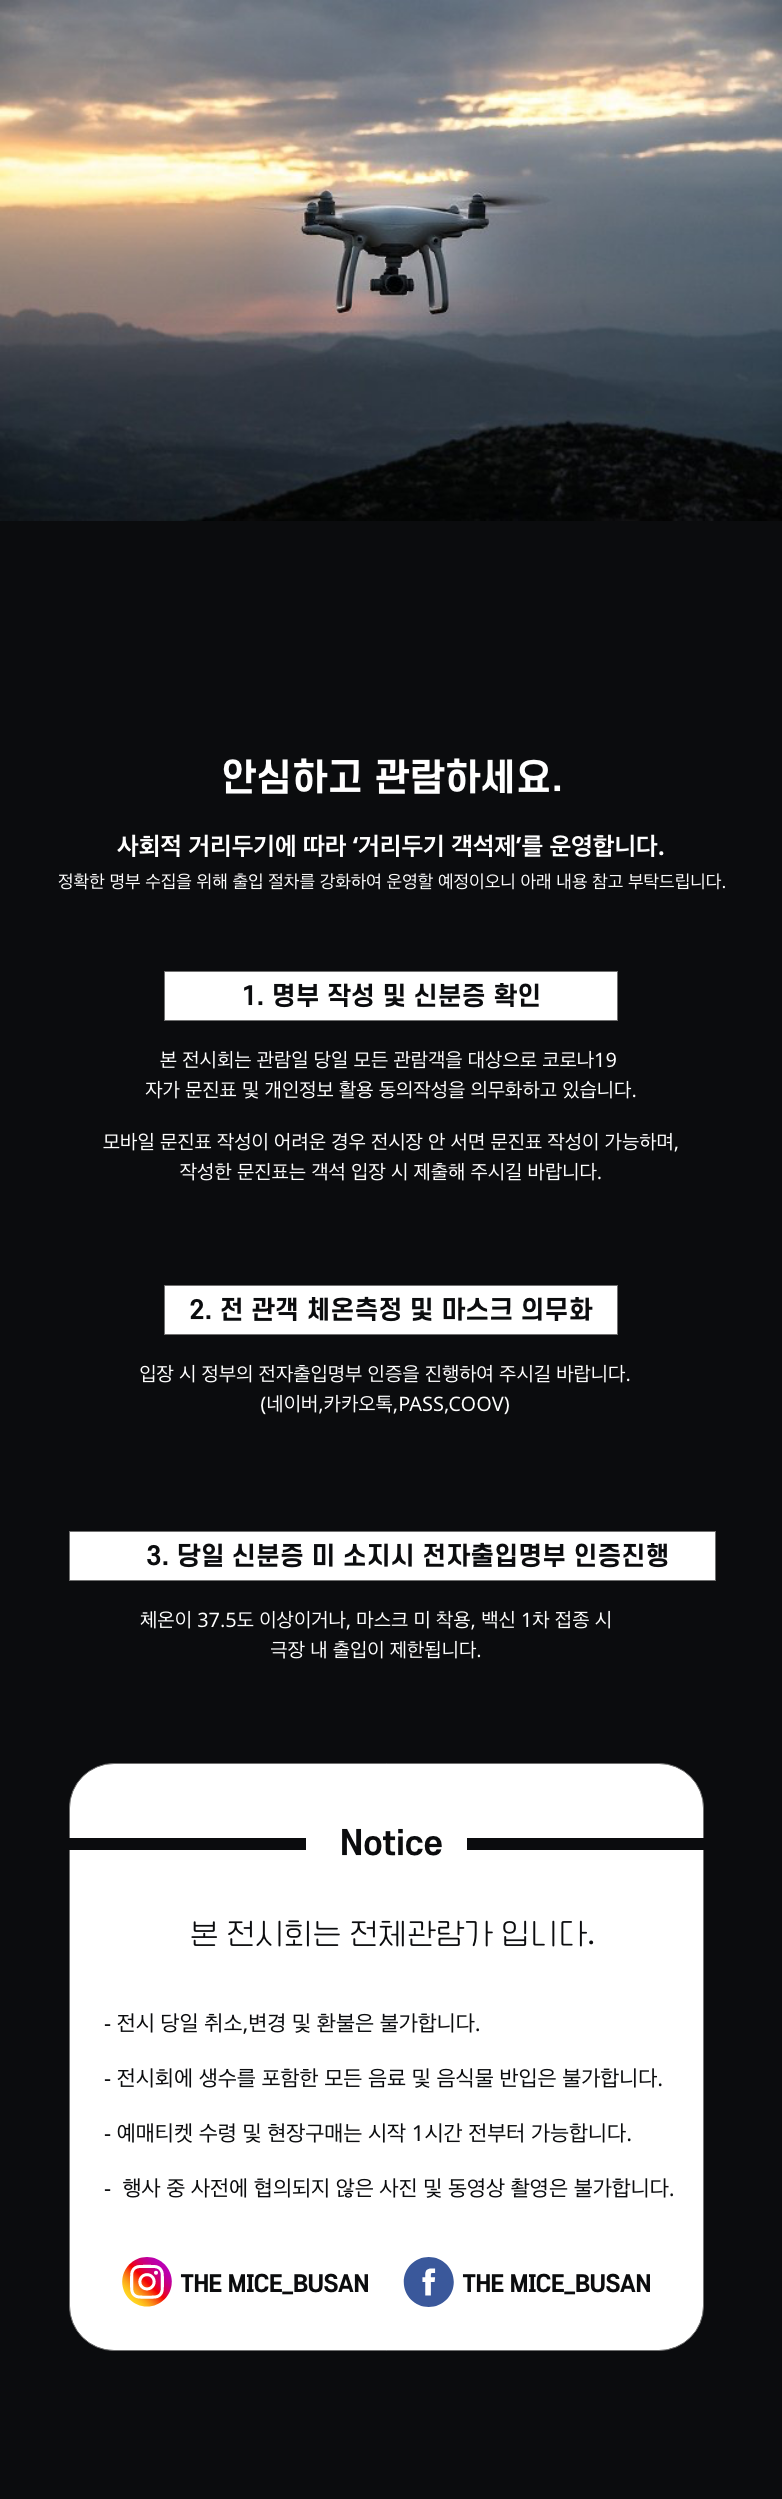 안심하고 관람하세요.
사회적 거리두기에 따라 ‘거리두기 객석제’를 운영합니다.
정확한 명부 수집을 위해 출입 절차를 강화하여 운영할 예정이오니 아래 내용 참고 부탁드립니다.
1. 명부 작성 및 신분증 확인
본 전시회는 관람일 당일 모든 관람객을 대상으로 코로나19
자가 문진표 및 개인정보 활용 동의작성을 의무화하고 있습니다.
모바일 문진표 작성이 어려운 경우 전시장 안 서면 문진표 작성이 가능하며,
작성한 문진표는 객석 입장 시 제출해 주시길 바랍니다.
2. 전 관객 체온측정 및 마스크 의무화
입장 시 정부의 전자출입명부 인증을 진행하여 주시길 바랍니다.
(네이버,카카오톡,PASS,COOV)
3. 당일 신분증 미 소지시 전자출입명부 인증진행
체온이 37.5도 이상이거나, 마스크 미 착용, 백신 1차 접종 시
극장 내 출입이 제한됩니다.
Notice
본 전시회는 전체관람가 입니다.
- 전시 당일 취소,변경 및 환불은 불가합니다.
- 전시회에 생수를 포함한 모든 음료 및 음식물 반입은 불가합니다.
- 예매티켓 수령 및 현장구매는 시작 1시간 전부터 가능합니다.
- 행사 중 사전에 협의되지 않은 사진 및 동영상 촬영은 불가합니다.
THE MICE_BUSAN THE MICE_BUSAN